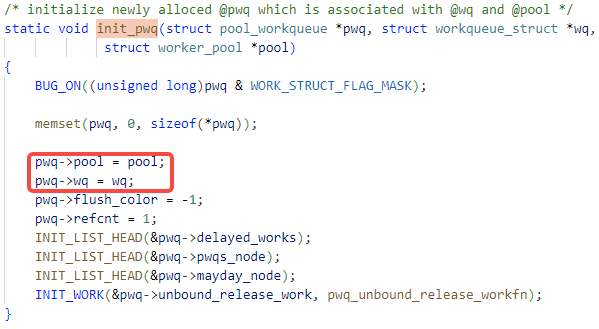 /* initialize newly alloced @pwq which is associated with @wq and @pool */
static void init_pwq(struct pool_workqueue *pwq, struct workqueue_struct *wq,
struct worker_pool *pool)
{
BUG_ON((unsigned long)pwq & WORK_STRUCT_FLAG_MASK);
memset(pwq, 0, sizeof(*pwq));
pwq->pool = pool;
pwq->wq = wq;
pwq->flush_color = -1;
pwq->refcnt = 1;
INIT_LIST_HEAD(&pwq->delayed_works);
INIT_LIST_HEAD(&pwq->pwqs_node);
INIT_LIST_HEAD(&pwq->mayday_node);
INIT_WORK(&pwq->unbound_release_work, pwq_unbound_release_workfn);
}